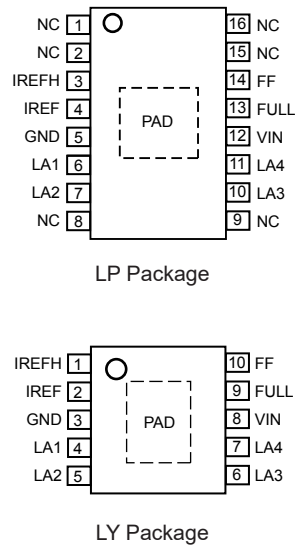 NC 1 16 NC
NC 2 15 NC
IREFH 3 14 FF
IREF 4 13 FULL
GND 5 12 VIN
LA1 6 11 LA4
LA2 7 10 LA3
NC 8 9 NC
PAD
LP Package
IREFH 1 10 FF
IREF 2 9 FULL
GND 3 8 VIN
LA1 4 7 LA4
LA2 5 6 LA3
PAD
LY Package